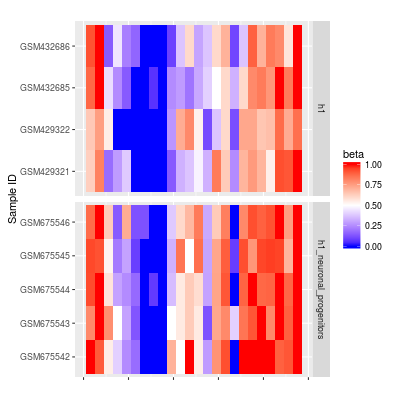 GSM432686
GSM432685
GSM429322
GSM429321
h1
GSM675546
GSM675545
GSM675544
GSM675543
GSM675542
h1_neuronal_progenitors
Sample ID
beta
1.00
0.75
0.50
0.25
0.00